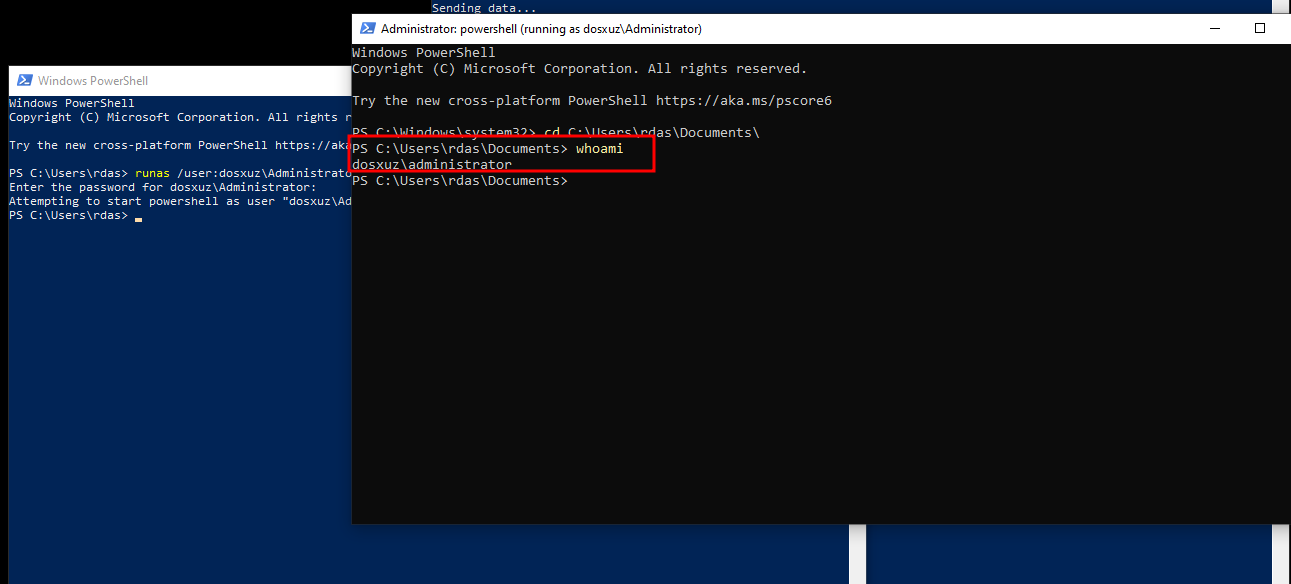 Sending data...
Administrator: powershell (running as dosxuz\Administrator)
Windows PowerShell
Copyright (C) Microsoft Corporation. All rights reserved.
Try the new cross-platform PowerShell https://aka.ms/pscore6
PS C:\Windows\system32> cd C:\Users\rdas\Documents\
PS C:\Users\rdas\Documents> whoami
dosxuz\administrator
PS C:\Users\rdas\Documents>
Windows PowerShell
Windows PowerShell
Copyright (C) Microsoft Corporation. All rights r
Try the new cross-platform PowerShell https://aka
PS C:\Users\rdas> runas /user:dosxuz\Administrato
Enter the password for dosxuz\Administrator:
Attempting to start powershell as user "dosxuz\Ad
PS C:\Users\rdas>